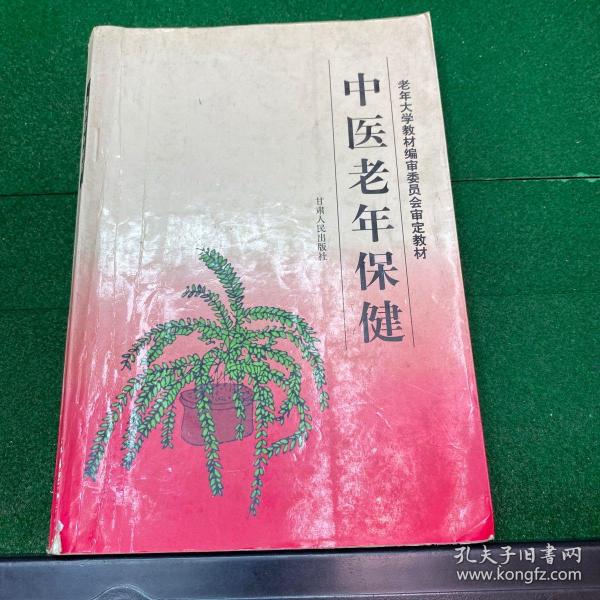 老年大学教材编审委员会审定教材
中医老年保健
甘肃人民出版社
孔夫子旧書网
www.kongfz.com